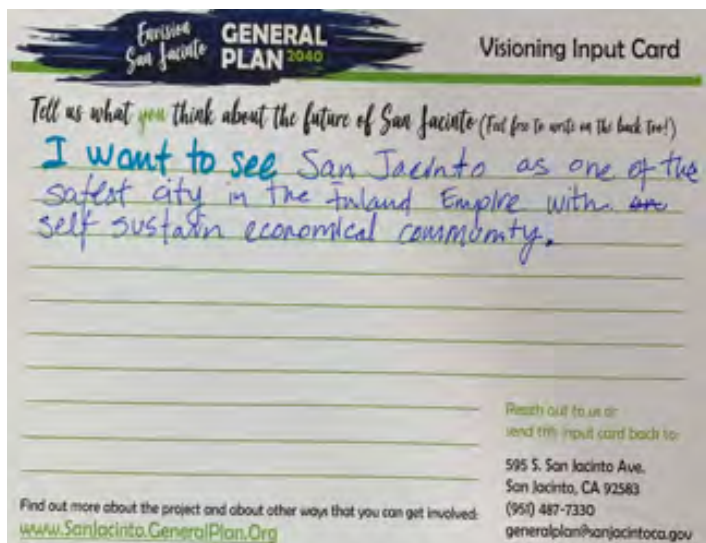 Envision
San Jacinto
GENERAL
PLAN 2040
Visioning Input Card
Tell us what you think about the future of San Jacinto (Feel free to write on the back too!)
I want to see San Jacinto as one of the
safest city in the Inland Empire with
self sustain economical community.
Reach out to us or
send this input card back to:
595 S. San Jacinto Ave.
San Jacinto, CA 92583
(951) 487-7330
generalplan@sanjacintoca.gov
Find out more about the project and about other ways that you can get involved:
www.SanJacinto.GeneralPlan.Org